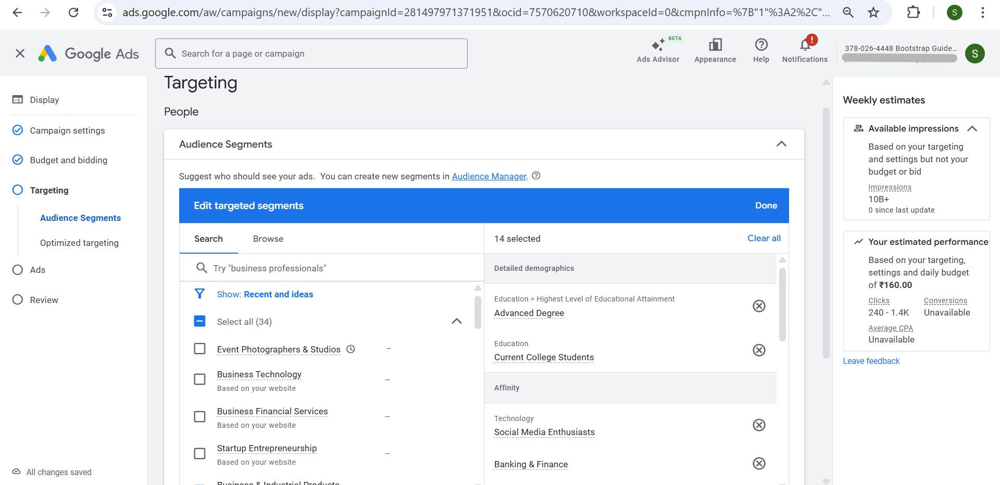 ads.google.com/aw/campaigns/new/display?campaignId=281497971371951&ocid=7570620710&workspaceId=0&cmpnInfo=%7B"1"%3A2%2C"...
S
Google Ads
Search for a page or campaign
BETA
Ads Advisor
Appearance
Help
!
Notifications
378-026-4448 Bootstrap Guide...
S
Display
Campaign settings
Budget and bidding
Targeting
Audience Segments
Optimized targeting
Ads
Review
All changes saved
Targeting
People
Audience Segments
Suggest who should see your ads. You can create new segments in Audience Manager. ?
Edit targeted segments
Done
Search
Browse
Try "business professionals"
Show: Recent and ideas
Select all (34)
Event Photographers & Studios –
Business Technology –
Based on your website
Business Financial Services –
Based on your website
Startup Entrepreneurship –
Based on your website
Business & Industrial Products
14 selected
Clear all
Detailed demographics
Education > Highest Level of Educational Attainment
Advanced Degree
Education
Current College Students
Affinity
Technology
Social Media Enthusiasts
Banking & Finance
Weekly estimates
Available impressions
Based on your targeting
and settings but not your
budget or bid
Impressions
10B+
0 since last update
Your estimated performance
Based on your targeting,
settings and daily budget
of ₹160.00
Clicks
240 - 1.4K
Conversions
Unavailable
Average CPA
Unavailable
Leave feedback